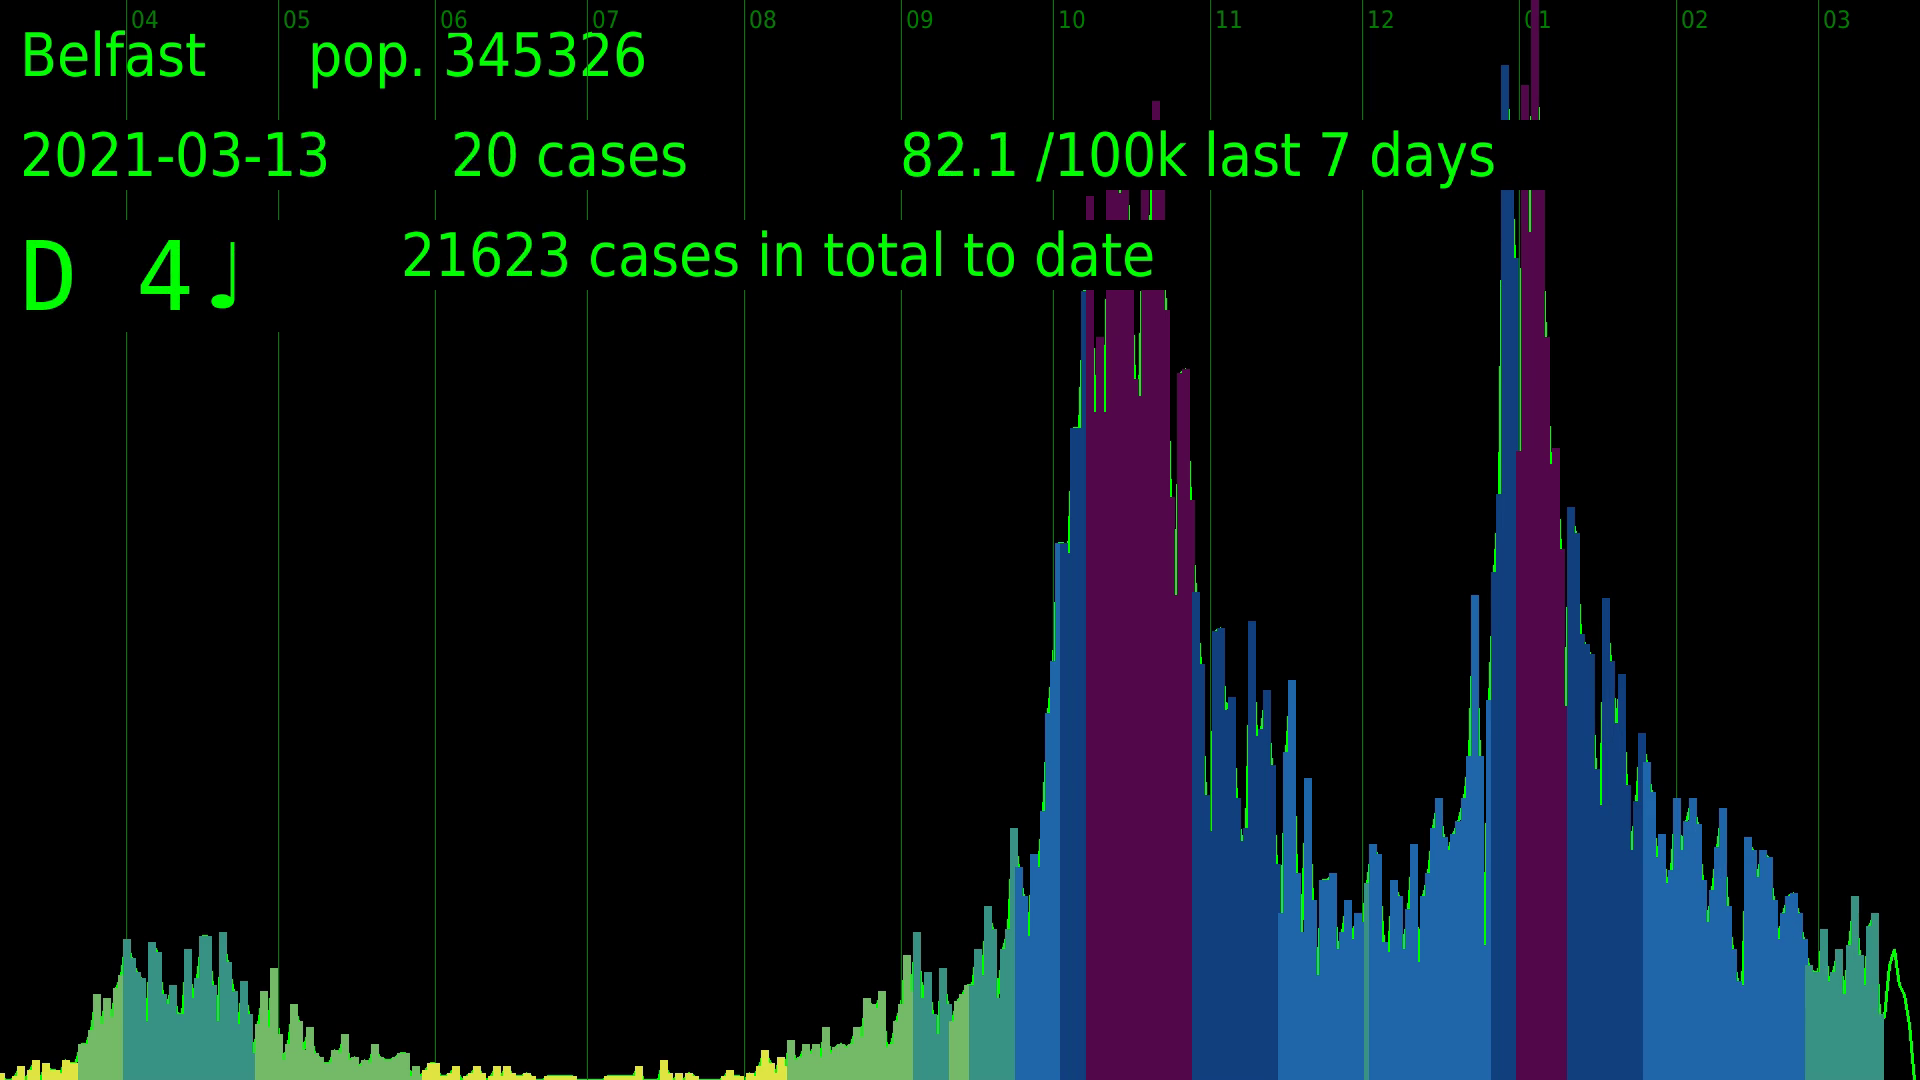 04 05 06 07 08 09 10 11 12 01 02 03
Belfast pop. 345326
2021-03-13 20 cases 82.1 /100k last 7 days
D 4♩ 21623 cases in total to date